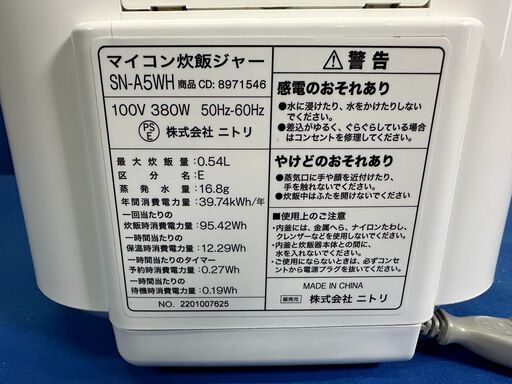 マイコン炊飯ジャー
SN-A5WH 商品CD: 8971546
100V 380W 50Hz-60Hz
PSE 株式会社 ニトリ
最大炊飯量: 0.54L
区分名: E
蒸発水量: 16.8g
年間消費電力量: 39.74kWh/年
一回当たりの
炊飯時消費電力量: 95.42Wh
一時間当たりの
保温時消費電力量: 12.29Wh
一時間当たりのタイマー
予約時消費電力量: 0.27Wh
一時間当たりの
待機時消費電力量: 0.19Wh
NO. 2201007625
⚠警告
感電のおそれあり
●水に浸けたり、水をかけたりしない
でください。
●差込がゆるく、ぐらぐらしている場合
はコンセントを修理してください。
やけどのおそれあり
●蒸気口に手や顔を近付けたり、
手を触れないでください。
●炊飯中はふたを開けないでください。
■使用上のご注意
・内釜には、金属へら、ナイロンたわし、
クレンザーなどを使用しないでください。
・内釜と炊飯器本体との間に、
水を入れないでください。
●ご使用にならないときは、必ずコンセ
ントから電源プラグを抜いてください。
MADE IN CHINA
販売元 株式会社 ニトリ